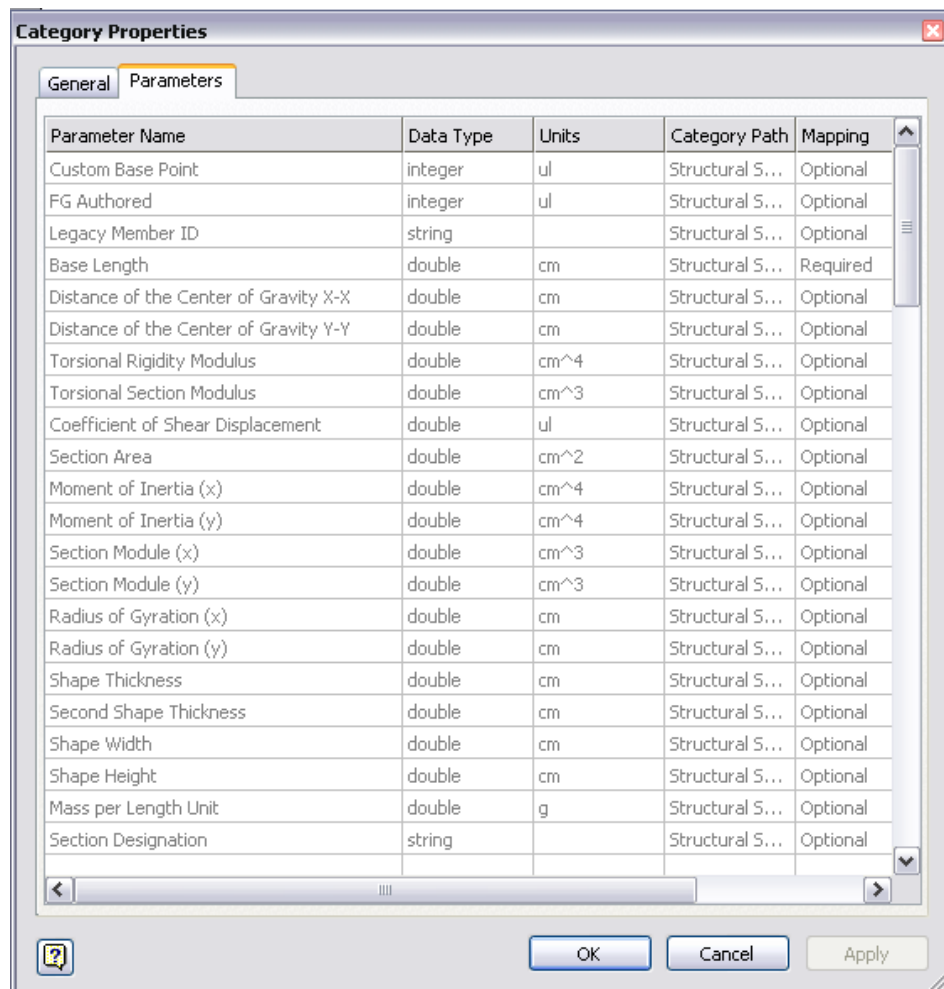 Category Properties
General Parameters
Parameter Name Data Type Units Category Path Mapping
Custom Base Point integer ul Structural S... Optional
FG Authored integer ul Structural S... Optional
Legacy Member ID string Structural S... Optional
Base Length double cm Structural S... Required
Distance of the Center of Gravity X-X double cm Structural S... Optional
Distance of the Center of Gravity Y-Y double cm Structural S... Optional
Torsional Rigidity Modulus double cm^4 Structural S... Optional
Torsional Section Modulus double cm^3 Structural S... Optional
Coefficient of Shear Displacement double ul Structural S... Optional
Section Area double cm^2 Structural S... Optional
Moment of Inertia (x) double cm^4 Structural S... Optional
Moment of Inertia (y) double cm^4 Structural S... Optional
Section Module (x) double cm^3 Structural S... Optional
Section Module (y) double cm^3 Structural S... Optional
Radius of Gyration (x) double cm Structural S... Optional
Radius of Gyration (y) double cm Structural S... Optional
Shape Thickness double cm Structural S... Optional
Second Shape Thickness double cm Structural S... Optional
Shape Width double cm Structural S... Optional
Shape Height double cm Structural S... Optional
Mass per Length Unit double g Structural S... Optional
Section Designation string Structural S... Optional
OK Cancel Apply